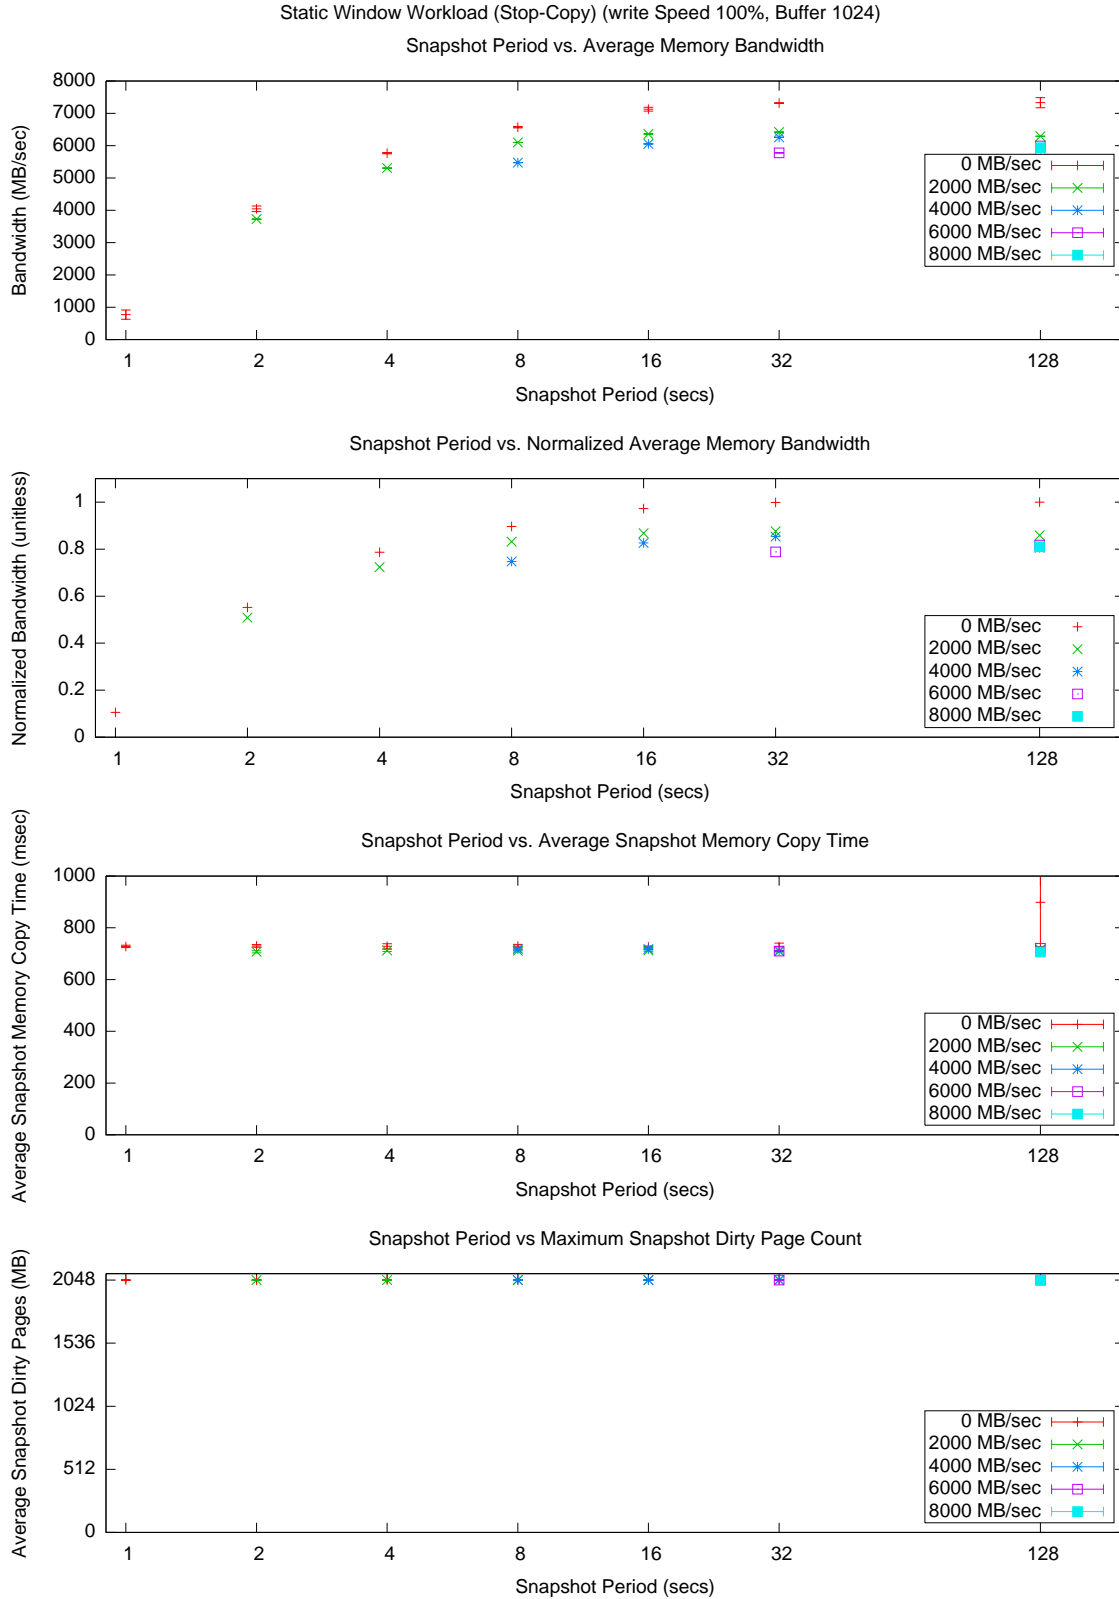 Static Window Workload (Stop-Copy) (write Speed 100%, Buffer 1024)
Snapshot Period vs. Average Memory Bandwidth
Bandwidth (MB/sec)
8000
7000
6000
5000
4000
3000
2000
1000
0
0 MB/sec
2000 MB/sec
4000 MB/sec
6000 MB/sec
8000 MB/sec
1 2 4 8 16 32 128
Snapshot Period (secs)
Snapshot Period vs. Normalized Average Memory Bandwidth
Normalized Bandwidth (unitless)
1
0.8
0.6
0.4
0.2
0
0 MB/sec
2000 MB/sec
4000 MB/sec
6000 MB/sec
8000 MB/sec
1 2 4 8 16 32 128
Snapshot Period (secs)
Snapshot Period vs. Average Snapshot Memory Copy Time
Average Snapshot Memory Copy Time (msec)
1000
800
600
400
200
0
0 MB/sec
2000 MB/sec
4000 MB/sec
6000 MB/sec
8000 MB/sec
1 2 4 8 16 32 128
Snapshot Period (secs)
Snapshot Period vs Maximum Snapshot Dirty Page Count
Average Snapshot Dirty Pages (MB)
2048
1536
1024
512
0
0 MB/sec
2000 MB/sec
4000 MB/sec
6000 MB/sec
8000 MB/sec
1 2 4 8 16 32 128
Snapshot Period (secs)